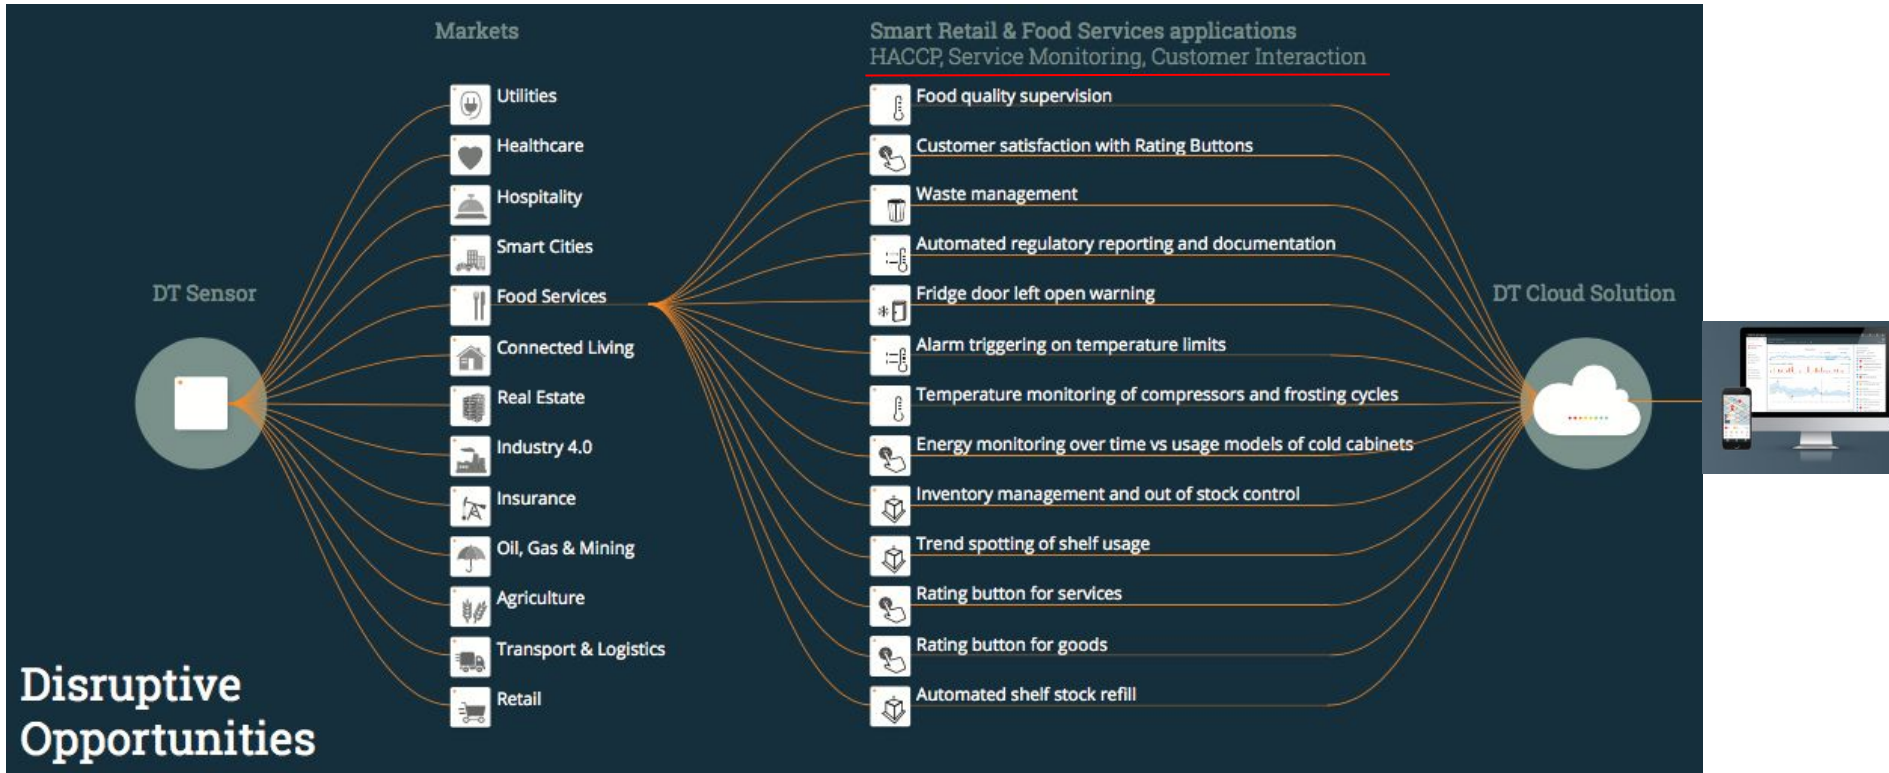 Markets
Smart Retail & Food Services applications
HACCP, Service Monitoring, Customer Interaction
DT Sensor
Utilities
Healthcare
Hospitality
Smart Cities
Food Services
Connected Living
Real Estate
Industry 4.0
Insurance
Oil, Gas & Mining
Agriculture
Transport & Logistics
Retail
Food quality supervision
Customer satisfaction with Rating Buttons
Waste management
Automated regulatory reporting and documentation
Fridge door left open warning
Alarm triggering on temperature limits
Temperature monitoring of compressors and frosting cycles
Energy monitoring over time vs usage models of cold cabinets
Inventory management and out of stock control
Trend spotting of shelf usage
Rating button for services
Rating button for goods
Automated shelf stock refill
DT Cloud Solution
Disruptive
Opportunities